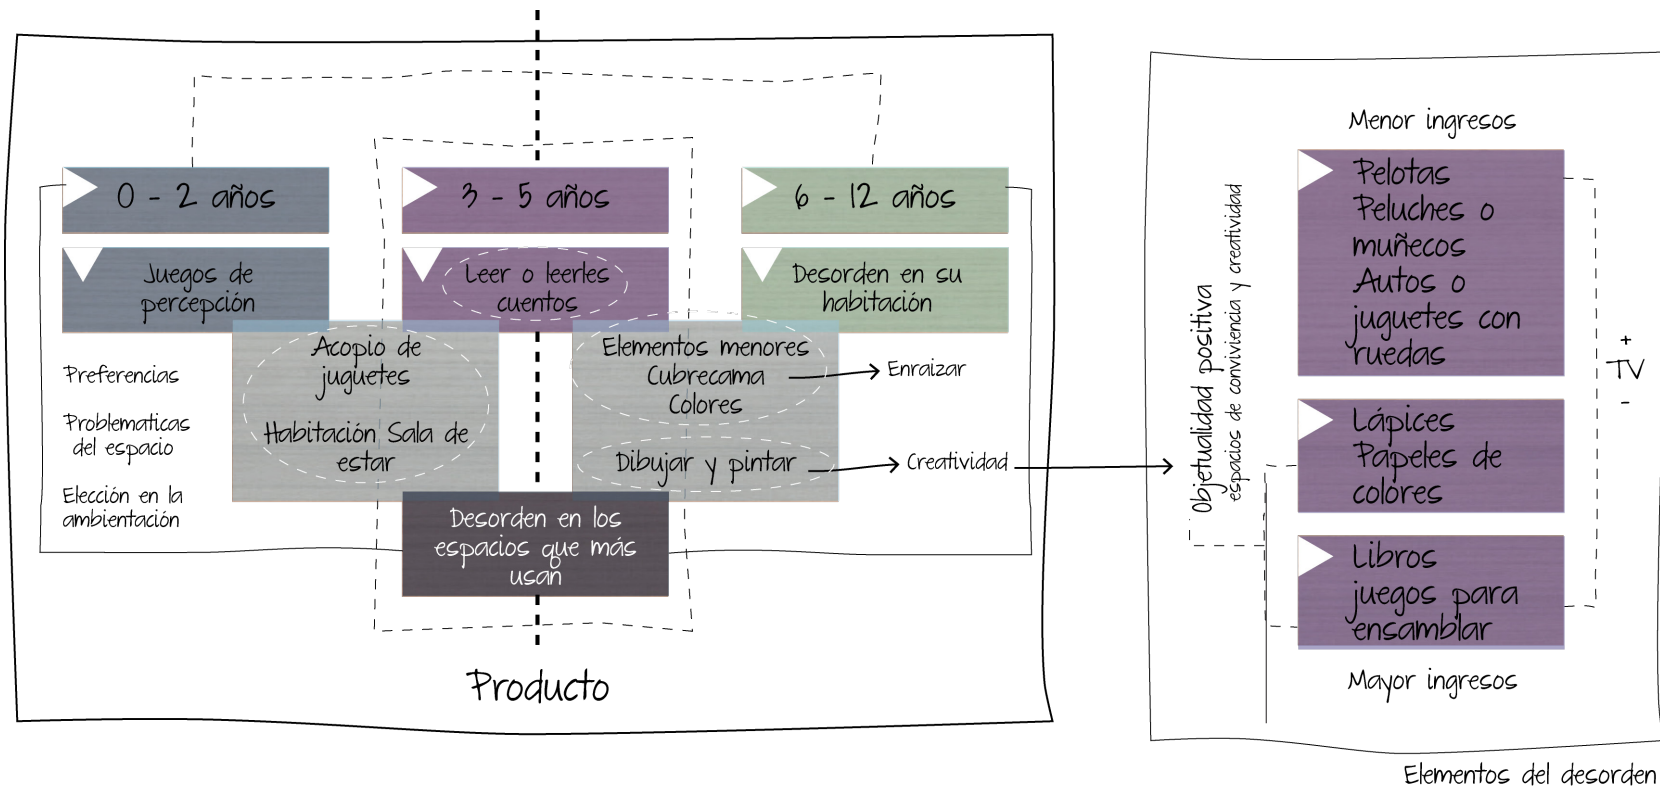 0 - 2 años
3 - 5 años
6 - 12 años
Juegos de
percepción
Leer o leerles
cuentos
Desorden en su
habitación
Preferencias
Problematicas
del espacio
Elección en la
ambientación
Acopio de
juguetes
Habitación Sala de
estar
Elementos menores
Cubrecama
Colores
Enraizar
Dibujar y pintar
Creatividad
Desorden en los
espacios que más
usan
Producto
Objetualidad positiva
espacios de conviviencia y creatividad
Menor ingresos
Pelotas
Peluches o
muñecos
Autos o
juguetes con
ruedas
Lápices
Papeles de
colores
Libros
juegos para
ensamblar
Mayor ingresos
+
TV
-
Elementos del desorden